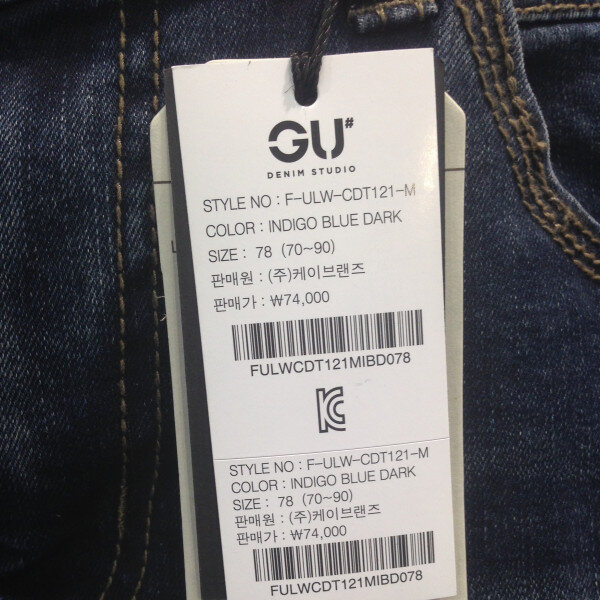 GU#
DENIM STUDIO
STYLE NO : F-ULW-CDT121-M
COLOR : INDIGO BLUE DARK
SIZE : 78 (70~90)
판매원 : (주)케이브랜즈
판매가 : ₩74,000
FULWCDT121MIBD078
STYLE NO : F-ULW-CDT121-M
COLOR : INDIGO BLUE DARK
SIZE : 78 (70~90)
판매원 : (주)케이브랜즈
판매가 : ₩74,000
FULWCDT121MIBD078